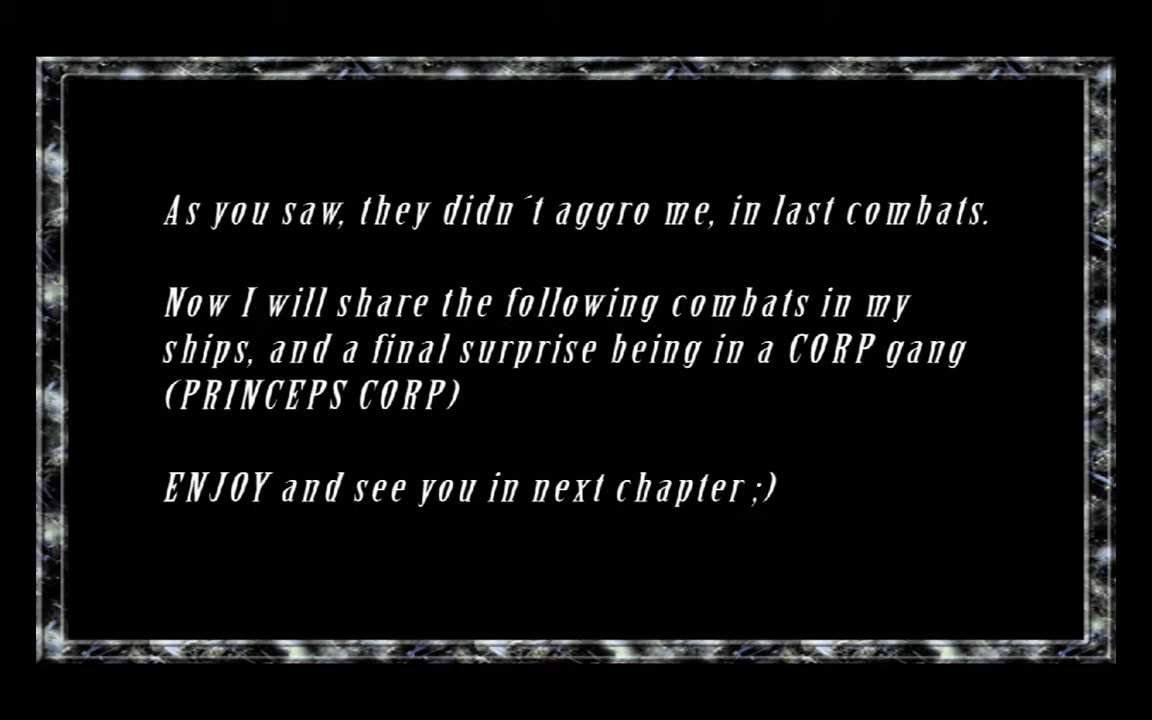 As you saw, they didn´t aggro me, in last combats.
Now I will share the following combats in my
ships, and a final surprise being in a CORP gang
(PRINCEPS CORP)
ENJOY and see you in next chapter ;)